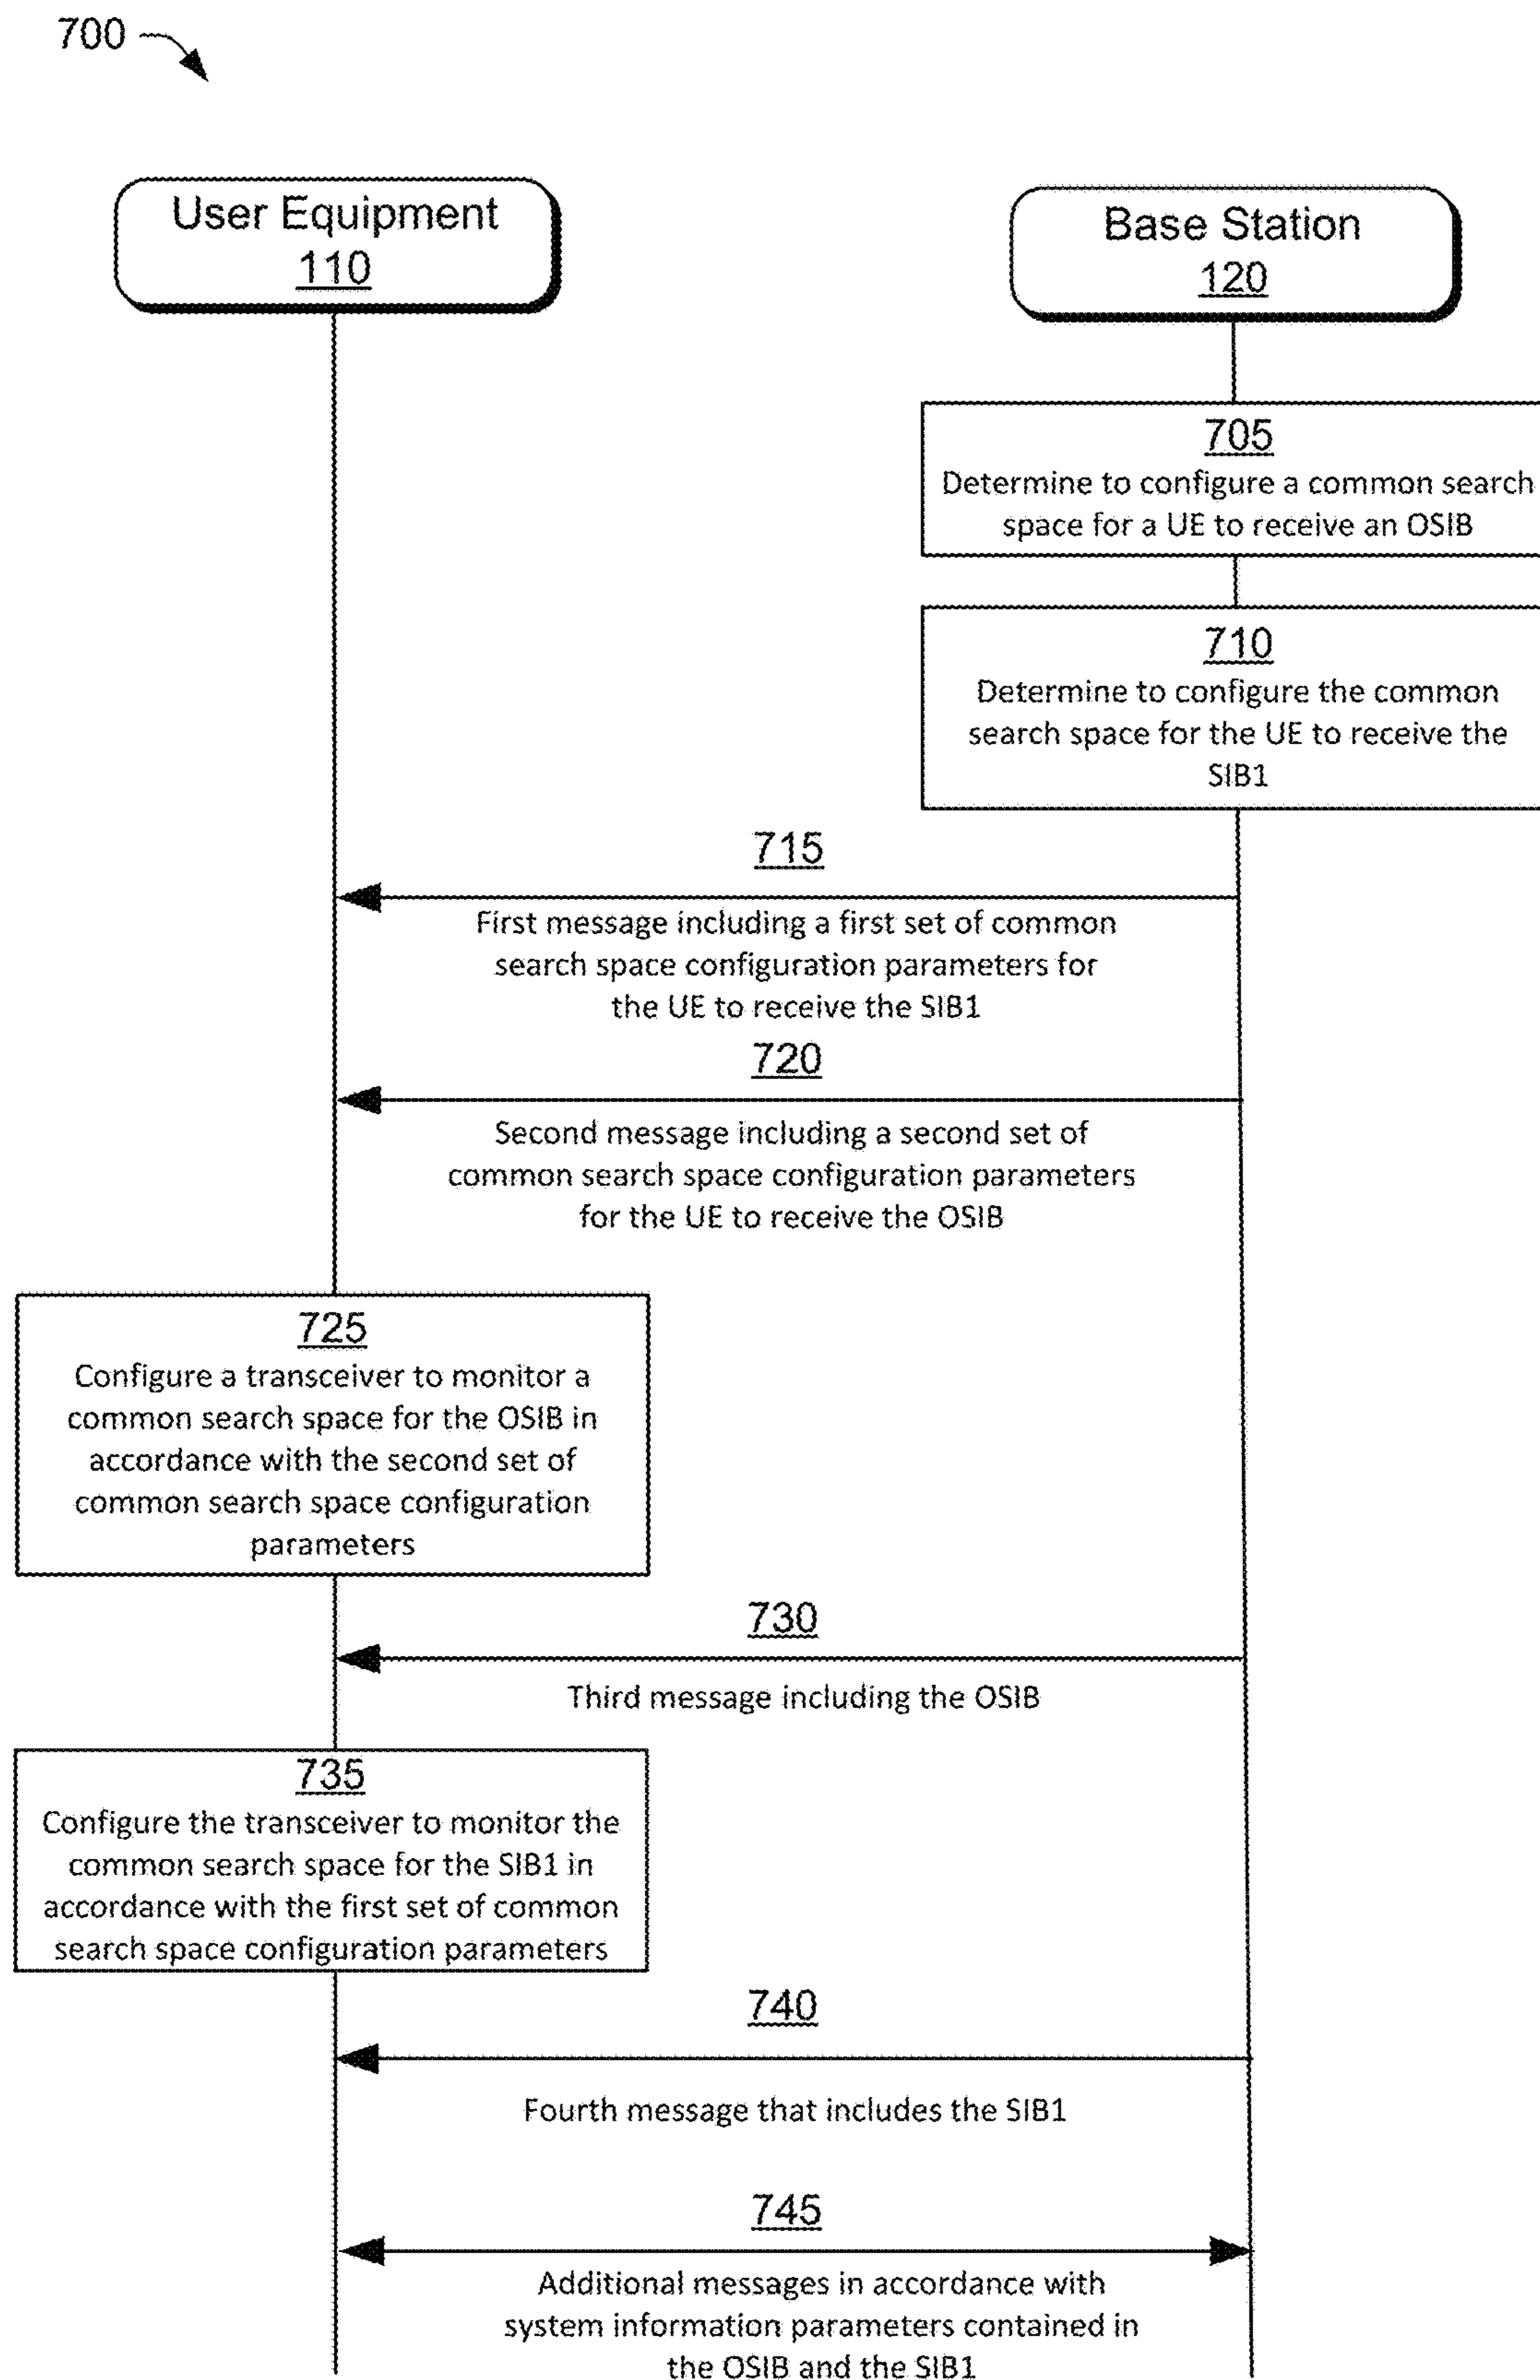 700
User Equipment
110
Base Station
120
705
Determine to configure a common search
space for a UE to receive an OSIB
710
Determine to configure the common
search space for the UE to receive the
SIB1
715
First message including a first set of common
search space configuration parameters for
the UE to receive the SIB1
720
Second message including a second set of
common search space configuration parameters
for the UE to receive the OSIB
725
Configure a transceiver to monitor a
common search space for the OSIB in
accordance with the second set of
common search space configuration
parameters
730
Third message including the OSIB
735
Configure the transceiver to monitor the
common search space for the SIB1 in
accordance with the first set of common
search space configuration parameters
740
Fourth message that includes the SIB1
745
Additional messages in accordance with
system information parameters contained in
the OSIB and the SIB1